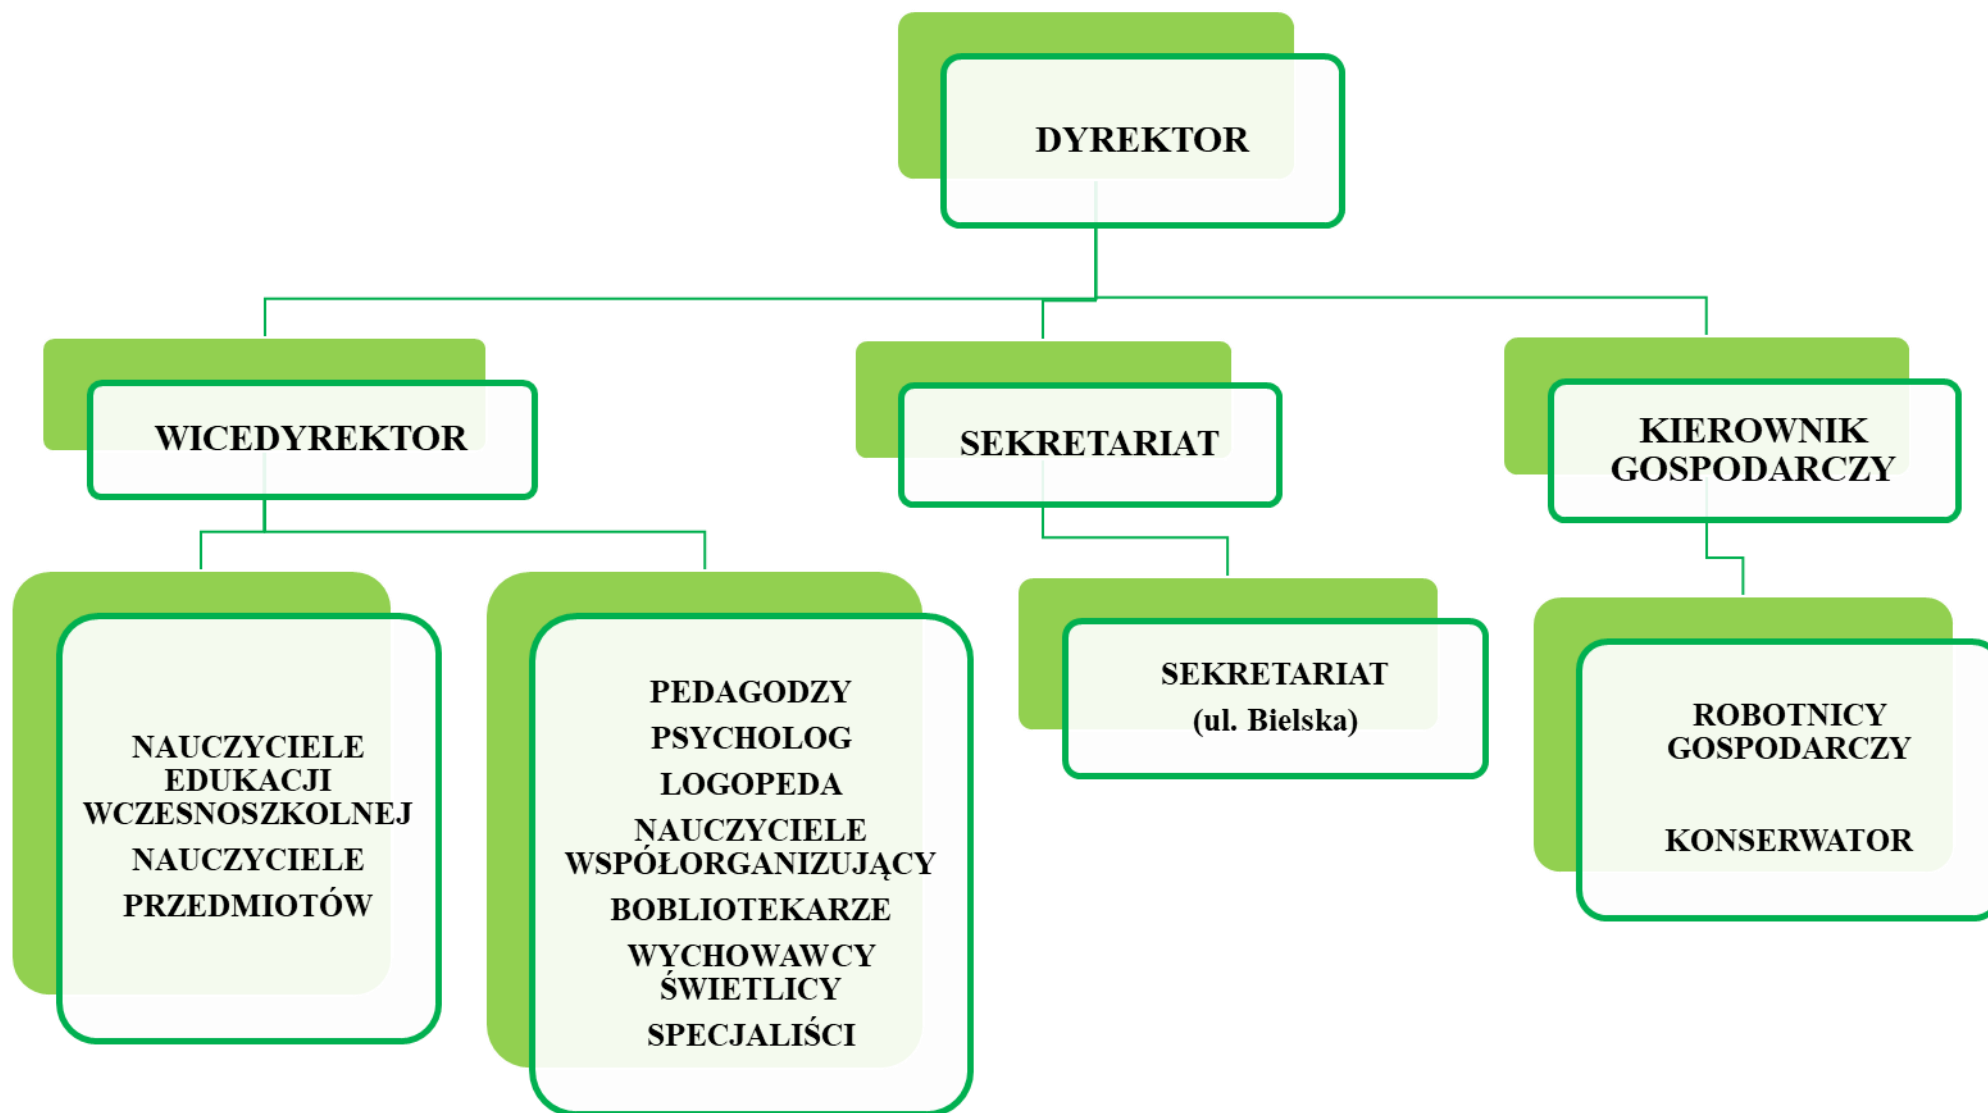 DYREKTOR
WICEDYREKTOR
SEKRETARIAT
KIEROWNIK
GOSPODARCZY
NAUCZYCIELE
EDUKACJI
WCZESNOSZKOLNEJ
NAUCZYCIELE
PRZEDMIOTÓW
PEDAGODZY
PSYCHOLOG
LOGOPEDA
NAUCZYCIELE
WSPÓŁORGANIZUJĄCY
BOBLIOTEKARZE
WYCHOWAWCY
ŚWIETLICY
SPECJALIŚCI
SEKRETARIAT
(ul. Bielska)
ROBOTNICY
GOSPODARCZY
KONSERWATOR